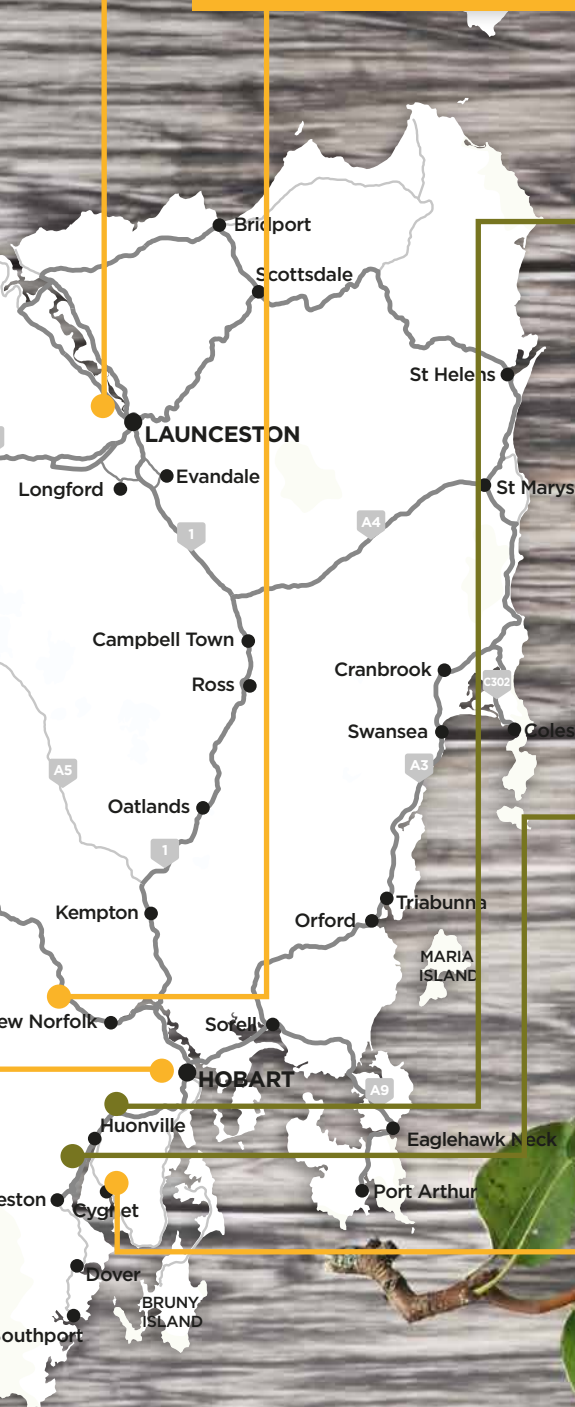 Bridport
Scottsdale
St Helens
LAUNCESTON
Evandale
Longford
St Marys
1
A4
Campbell Town
Cranbrook
Ross
C302
Swansea
Coles
A3
A5
Oatlands
1
Triabunna
Kempton
Orford
MARIA
ISLAND
ew Norfolk
Sorell
HOBART
A9
Huonville
Eaglehawk Neck
Port Arthur
eston
Cygnet
Dover
BRUNY
ISLAND
outhport